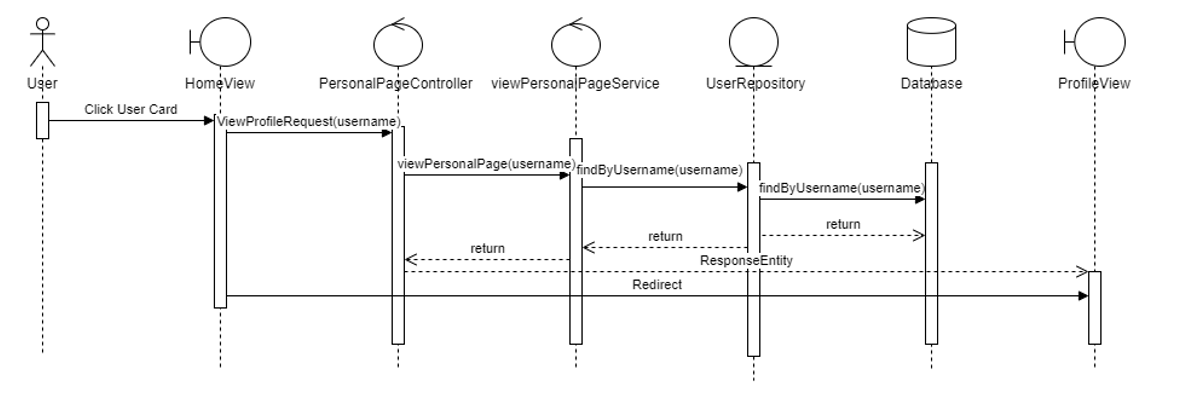 User
HomeView
PersonalPageController
viewPersonalPageService
UserRepository
Database
ProfileView
Click User Card
ViewProfileRequest(username)
viewPersonalPage(username)
findByUsername(username)
findByUsername(username)
return
return
return
ResponseEntity
Redirect